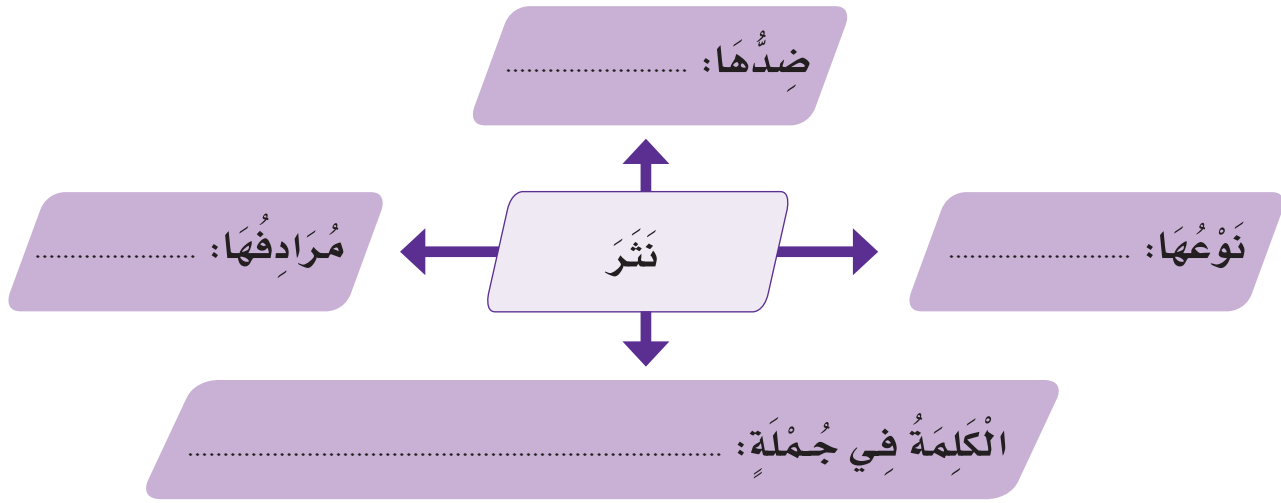 ضِدُّهَا: ..........................
نَوْعُهَا: ..........................
نَثَرَ
مُرَادِفُهَا: .......................
الْكَلِمَةُ فِي جُمْلَةٍ: ............................................................................